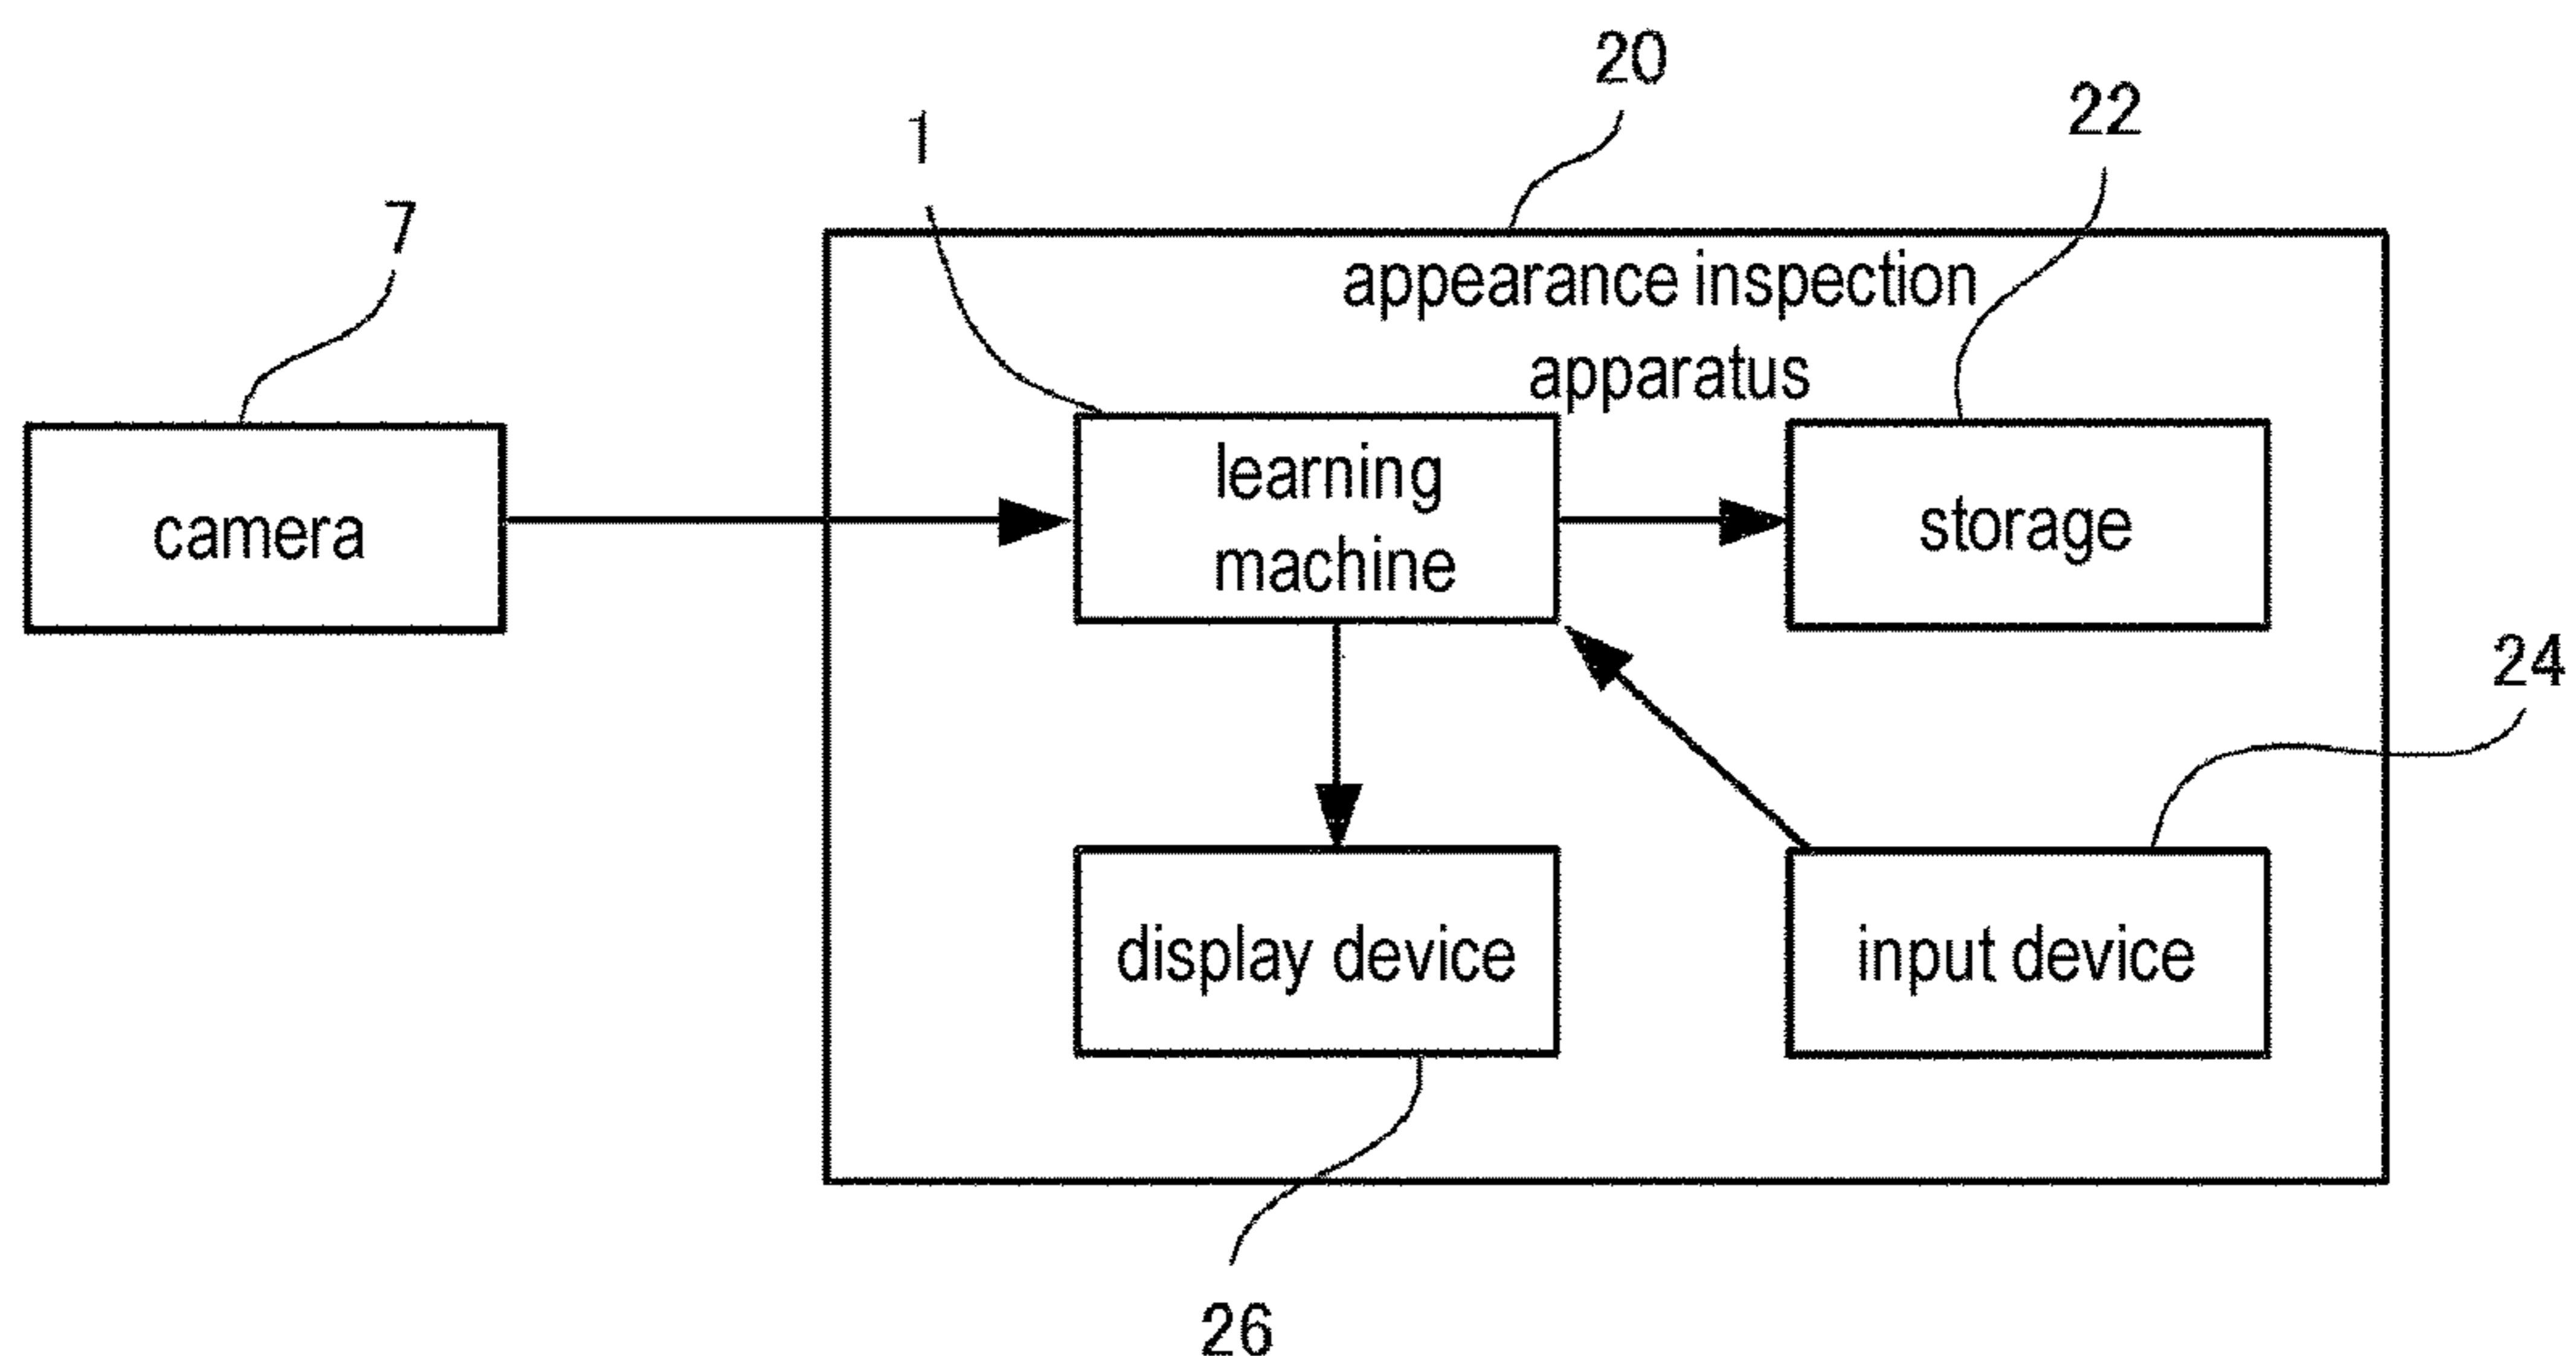 20
22
1
7
appearance inspection
apparatus
learning
machine
camera
storage
24
display device
input device
26